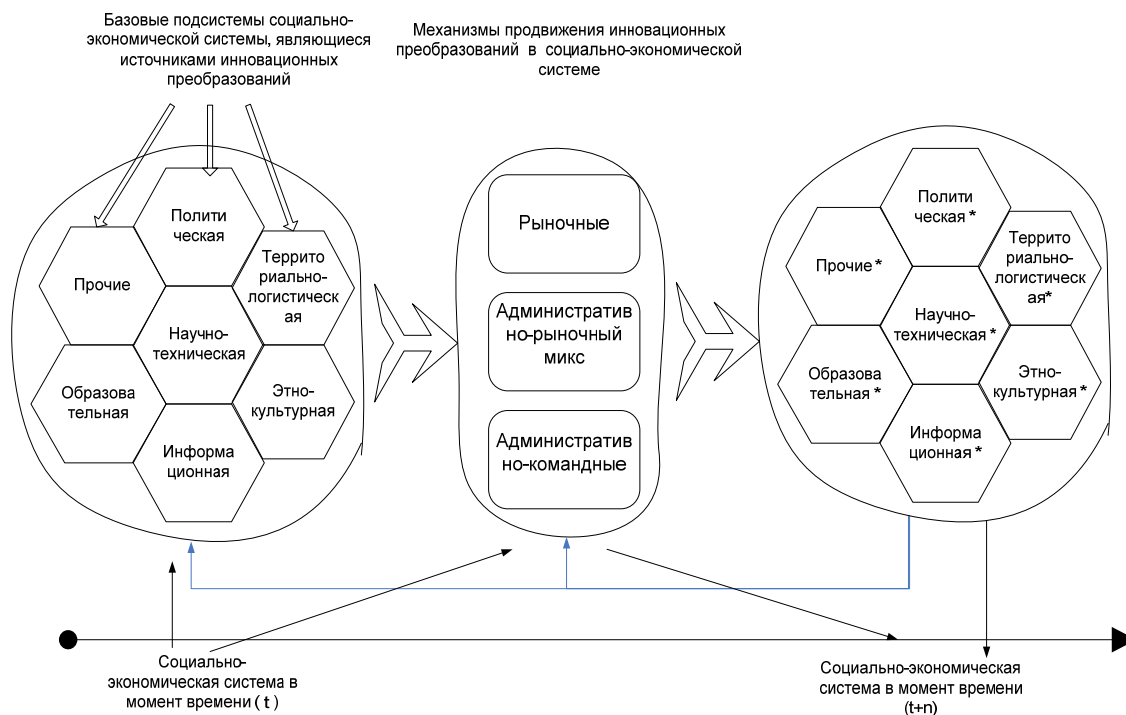 Базовые подсистемы социально-
экономической системы, являющиеся
источниками инновационных
преобразований
Механизмы продвижения инновационных
преобразований в социально-экономической
системе
Полити
ческая
Прочие
Террито
риально-
логистическ
ая
Научно-
техническая
Образова
тельная
Этно-
культурная
Информа
ционная
Рыночные
Административ
но-рыночный
микс
Административ
но-командные
Полити
ческая *
Прочие *
Террито
риально-
логистическ
ая*
Научно-
техническая *
Образова
тельная *
Этно-
культурная *
Информа
ционная *
Социально-
экономическая система в
момент времени ( t )
Социально-экономическая
система в момент времени
(t+n)